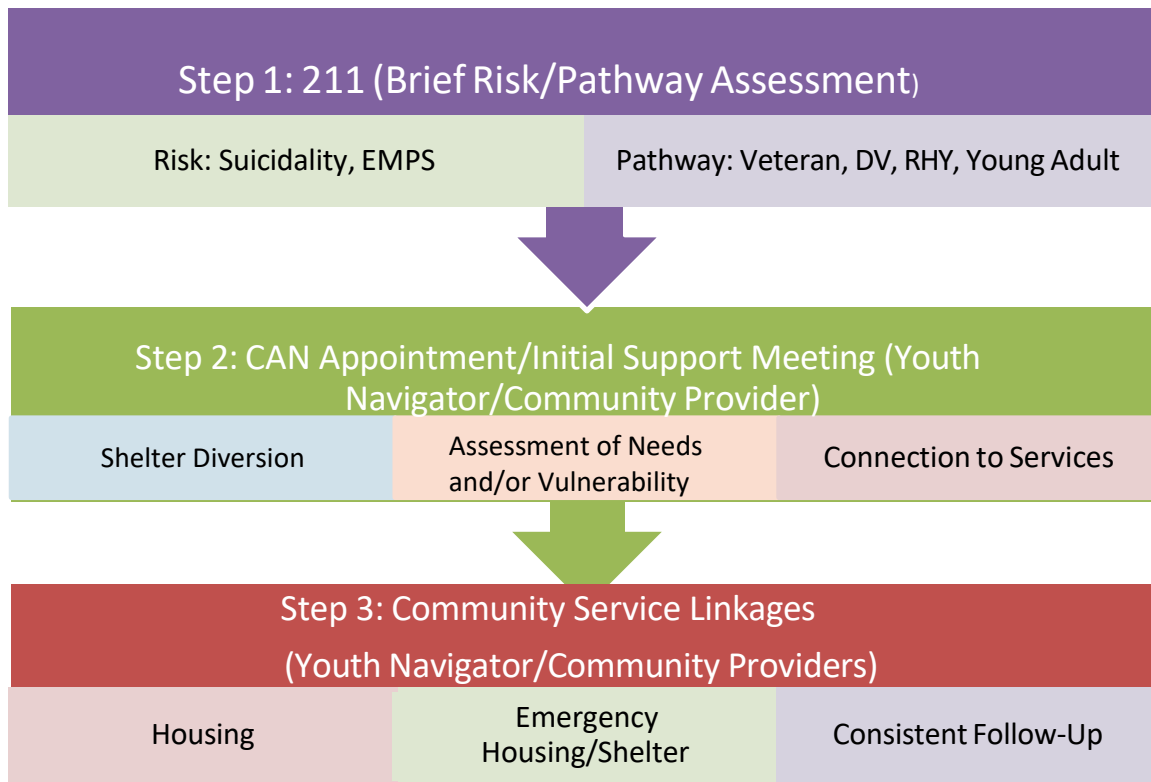 Step 1: 211 (Brief Risk/Pathway Assessment)
Risk: Suicidality, EMPS
Pathway: Veteran, DV, RHY, Young Adult
Step 2: CAN Appointment/Initial Support Meeting (Youth
Navigator/Community Provider)
Shelter Diversion
Assessment of Needs
and/or Vulnerability
Connection to Services
Step 3: Community Service Linkages
(Youth Navigator/Community Providers)
Housing
Emergency
Housing/Shelter
Consistent Follow-Up